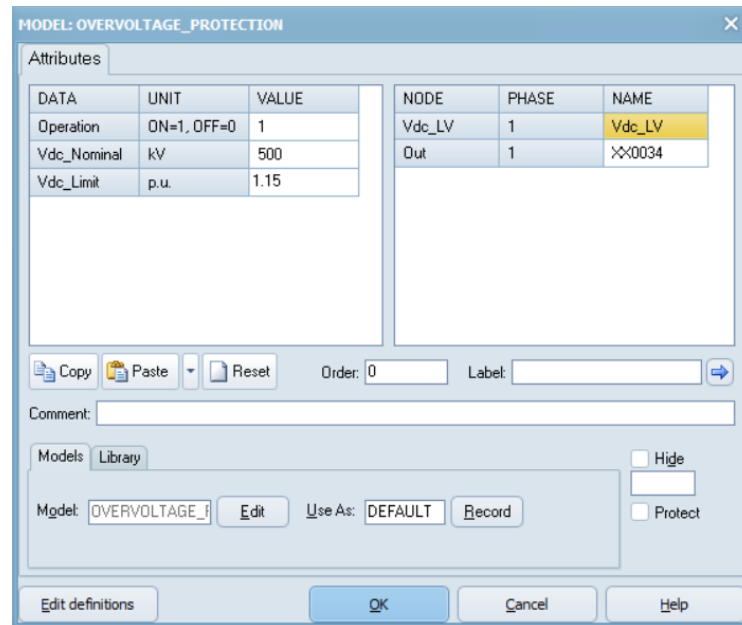 MODEL: OVERVOLTAGE_PROTECTION
Attributes
DATA UNIT VALUE
Operation ON=1, OFF=0 1
Vdc_Nominal kV 500
Vdc_Limit p.u. 1.15
NODE PHASE NAME
Vdc_LV 1 Vdc_LV
Out 1 XX0034
Copy Paste Reset Order: 0 Label:
Comment:
Models Library
Hide
Model: OVERVOLTAGE_P Edit Use As: DEFAULT Record
Protect
Edit definitions OK Cancel Help